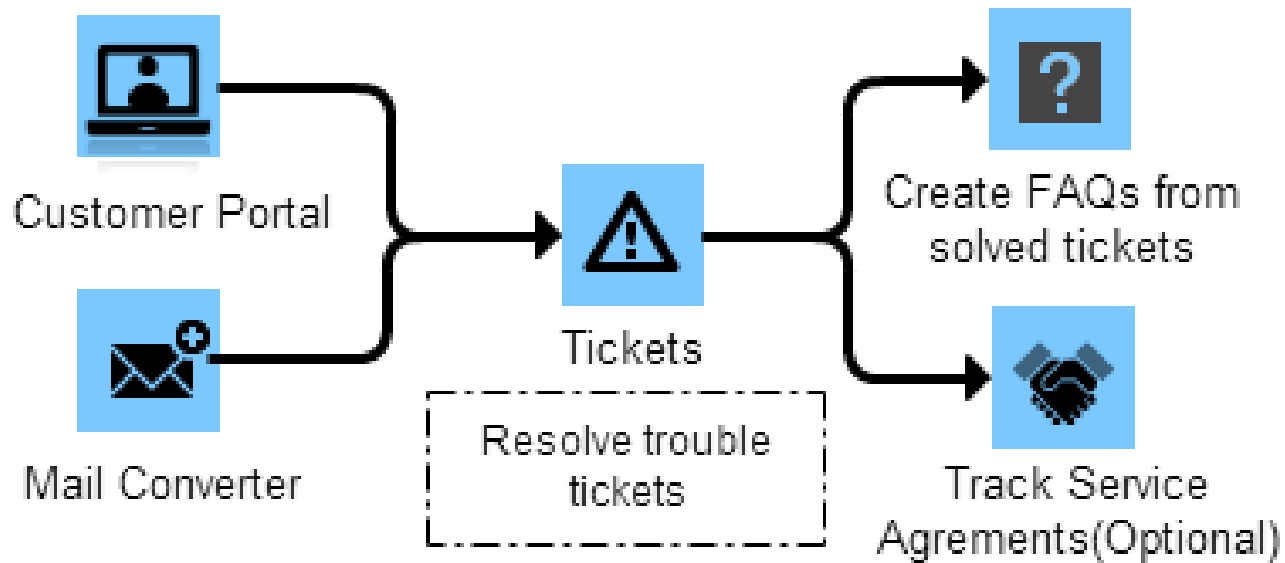 Customer Portal
Mail Converter
Tickets
Resolve trouble
tickets
?
Create FAQs from
solved tickets
Track Service
Agrements(Optional)